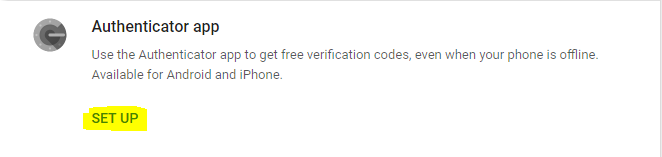 Authenticator app
Use the Authenticator app to get free verification codes, even when your phone is offline.
Available for Android and iPhone.
SET UP